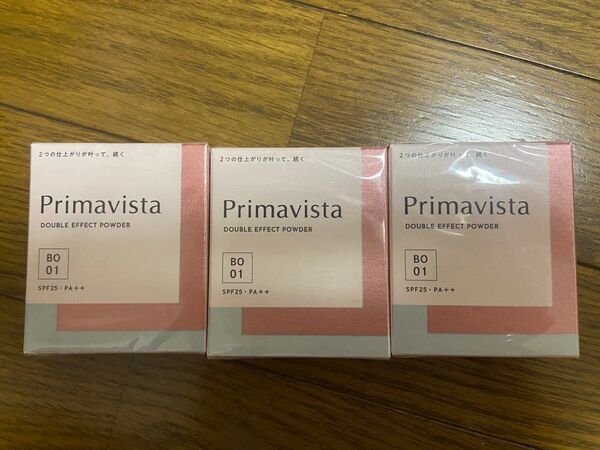 2つの仕上がりが叶って、続く
Primavista
DOUBLE EFFECT POWDER
BO
01
SPF25・PA++
2つの仕上がりが叶って、続く
Primavista
DOUBLE EFFECT POWDER
BO
01
SPF25・PA++
2つの仕上がりが叶って、続く
Primavista
DOUBLE EFFECT POWDER
BO
01
SPF25・PA++